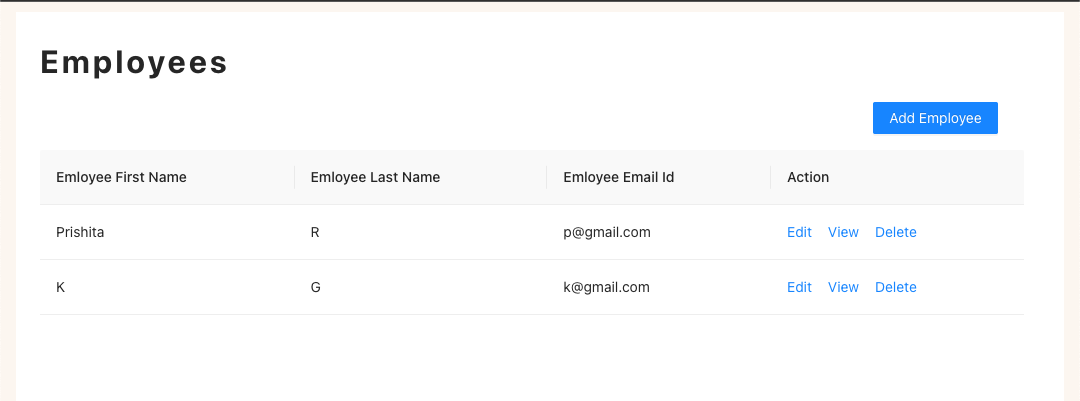 Employees
Add Employee
Emloyee First Name Emloyee Last Name Emloyee Email Id Action
Prishita R p@gmail.com Edit View Delete
K G k@gmail.com Edit View Delete